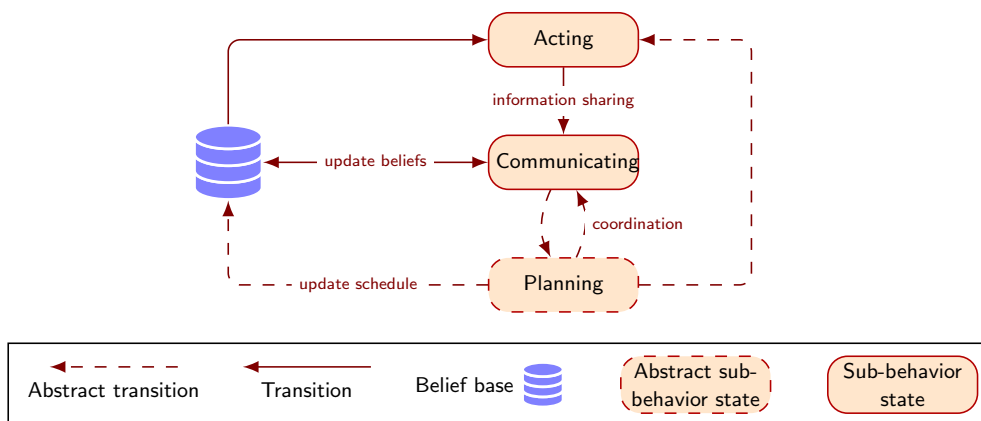 Acting
information sharing
update beliefs
Communicating
coordination
Planning
update schedule
Abstract transition
Transition
Belief base
Abstract sub-
behavior state
Sub-behavior
state